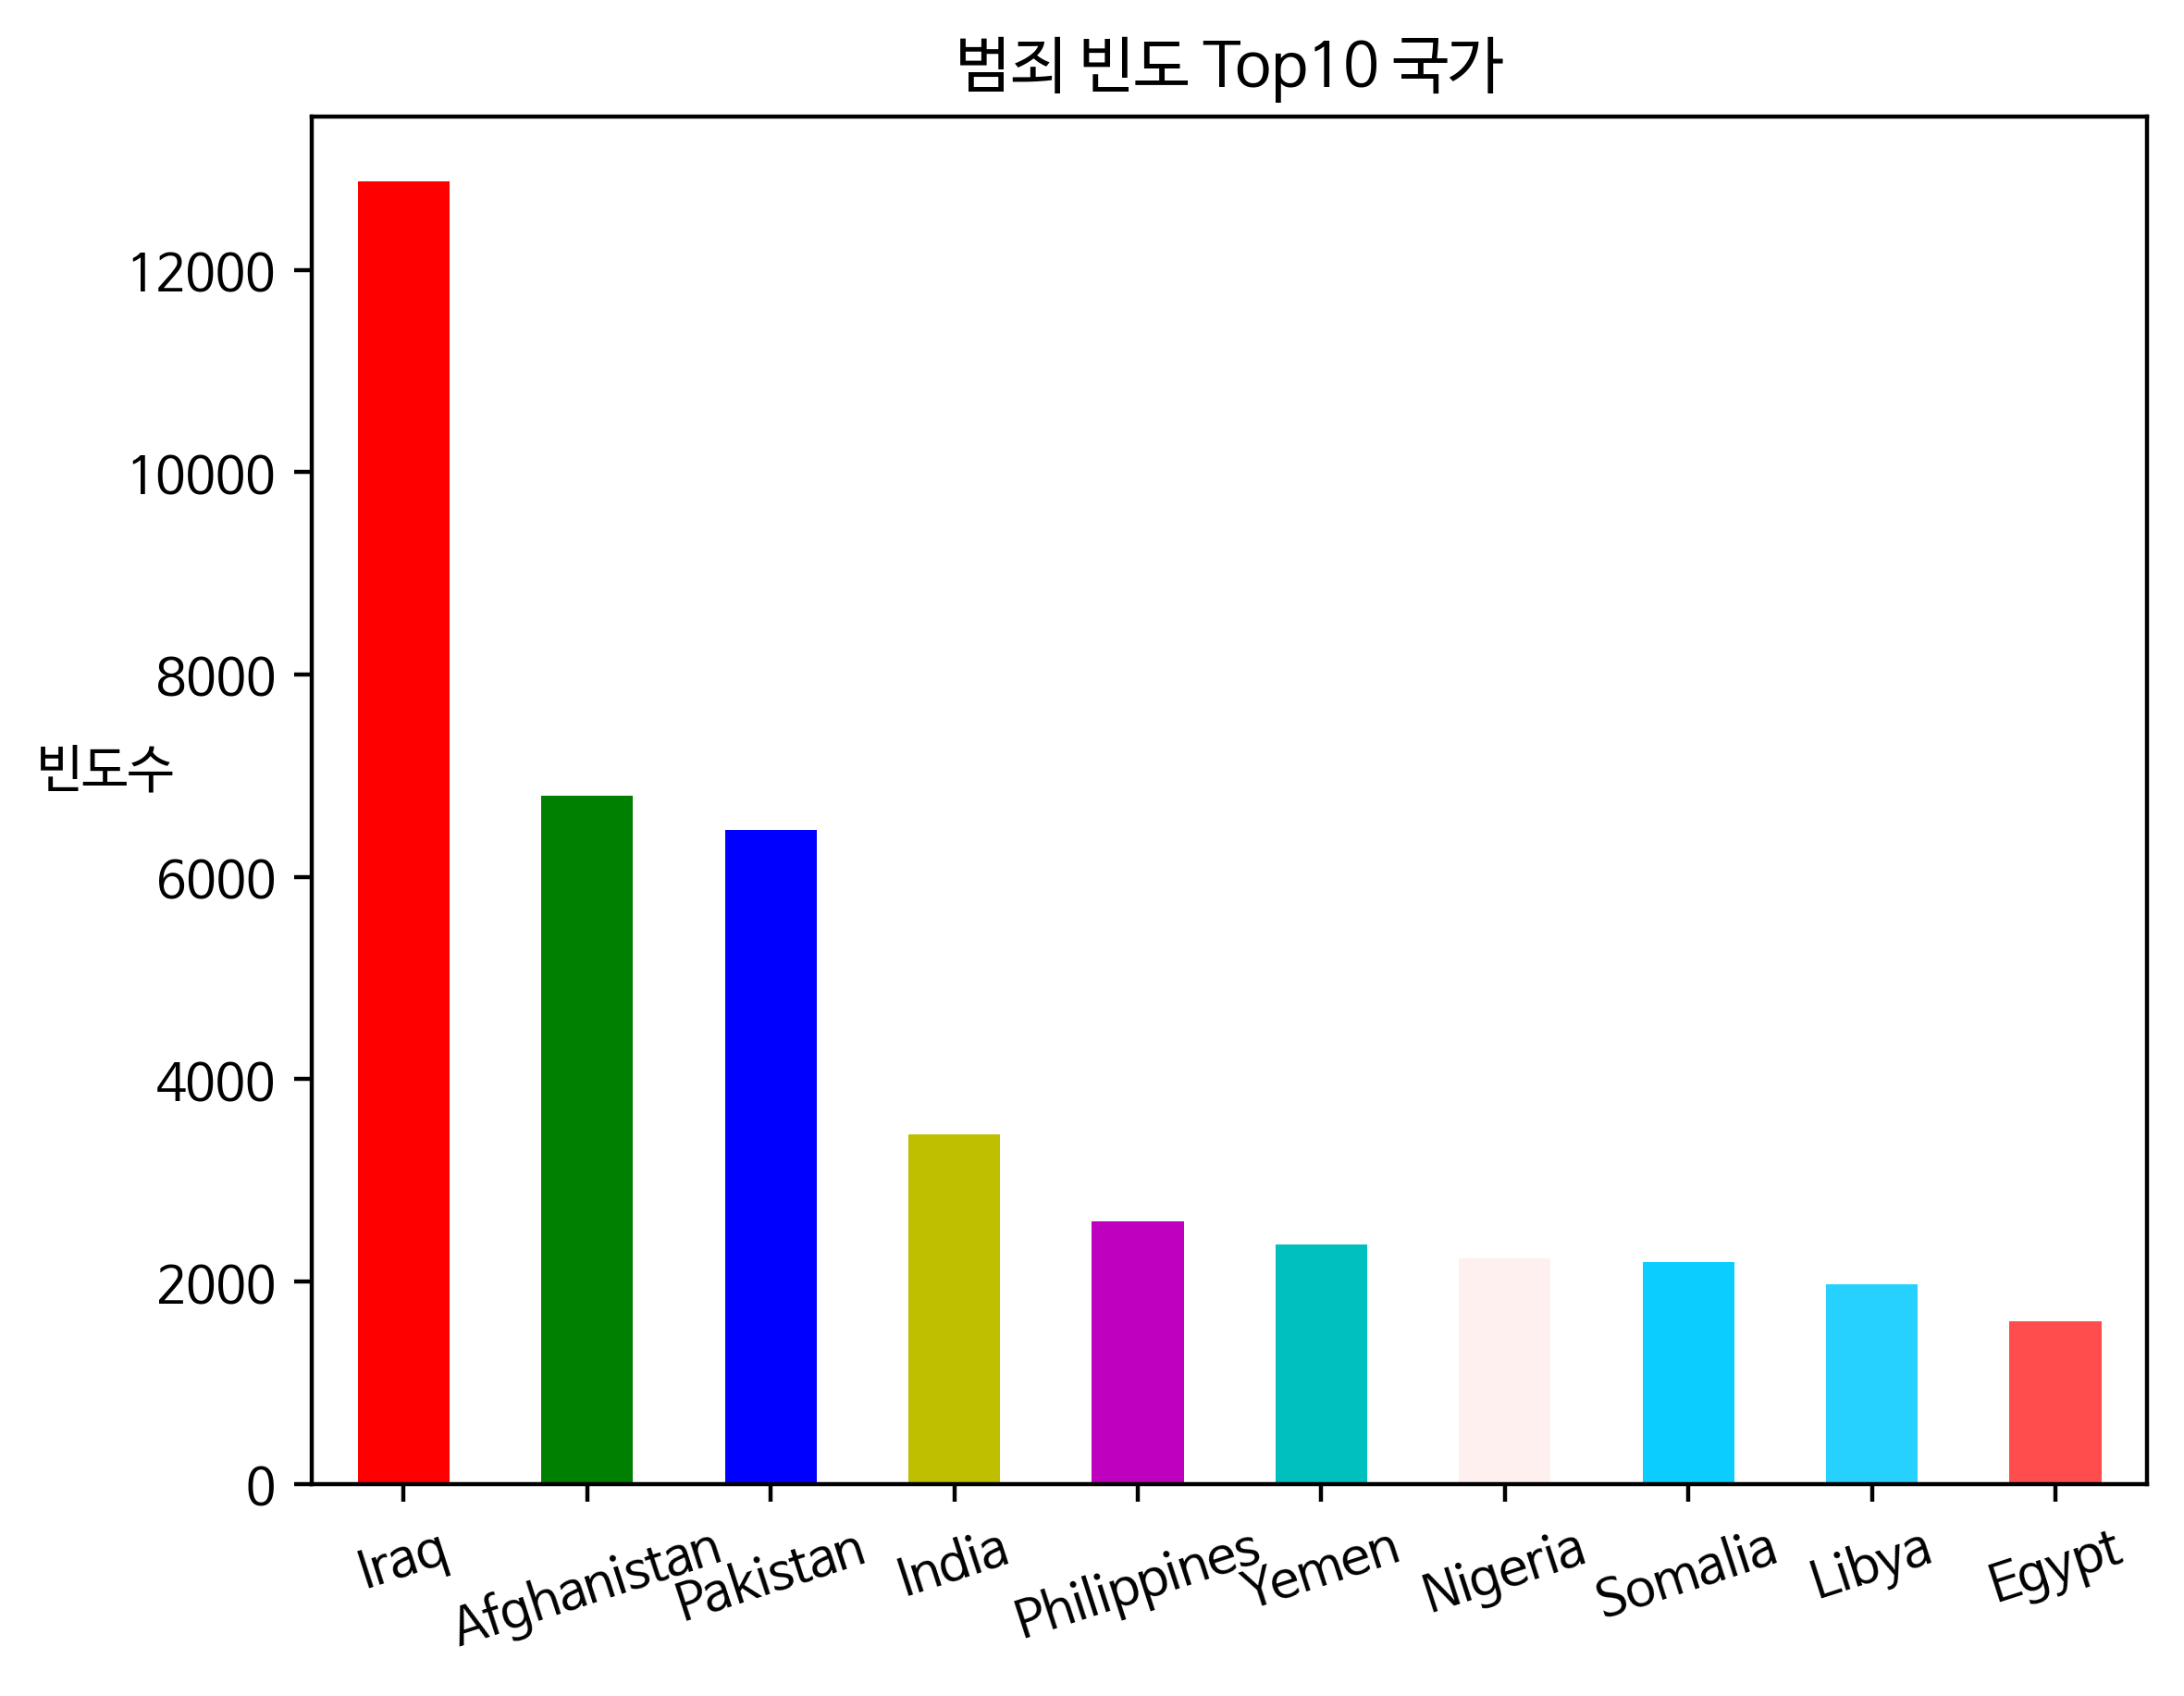 범죄 빈도 Top10 국가
12000
10000
8000
빈도수
6000
4000
2000
0
Iraq
Afghanistan
Pakistan
India
Philippines
Yemen
Nigeria
Somalia
Libya
Egypt